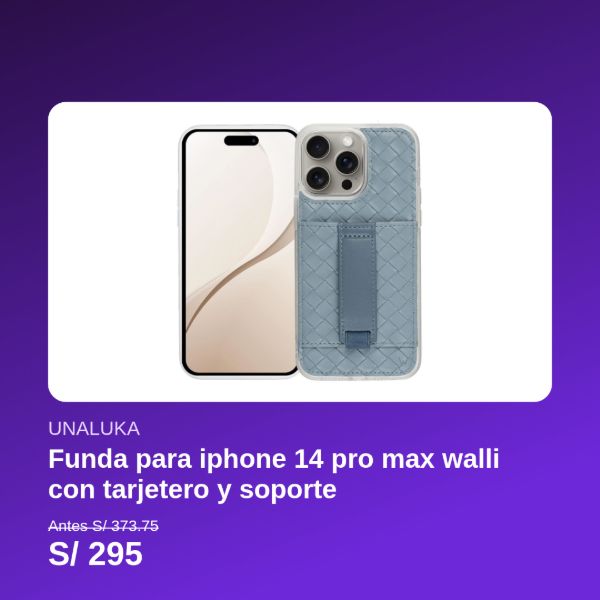 UNALUKA
Funda para iphone 14 pro max walli
con tarjetero y soporte
Antes S/ 373.75
S/ 295